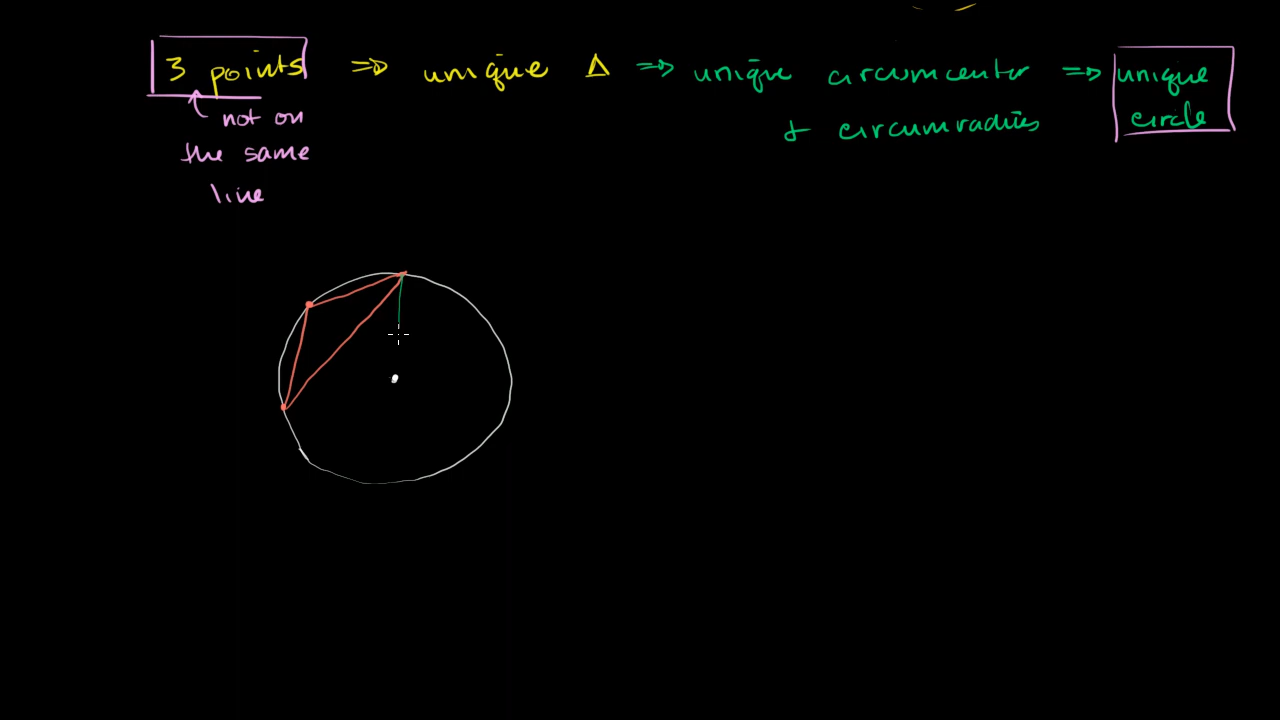 3 points ⇒ unique Δ ⇒ unique circumcenter ⇒ unique
& circumradius circle
not on
the same
line